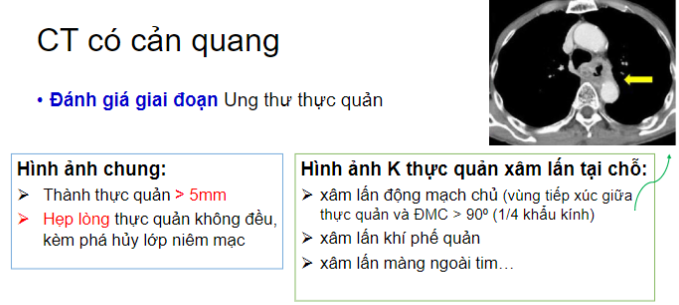 CT có cản quang
• Đánh giá giai đoạn Ung thư thực quản
Hình ảnh chung:
➤ Thành thực quản > 5mm
➤ Hẹp lòng thực quản không đều,
kèm phá hủy lớp niêm mạc
Hình ảnh K thực quản xâm lấn tại chỗ:
➤ xâm lấn động mạch chủ (vùng tiếp xúc giữa
thực quản và ĐMC > 90º (1/4 khẩu kính)
➤ xâm lấn khí phế quản
➤ xâm lấn màng ngoài tim…